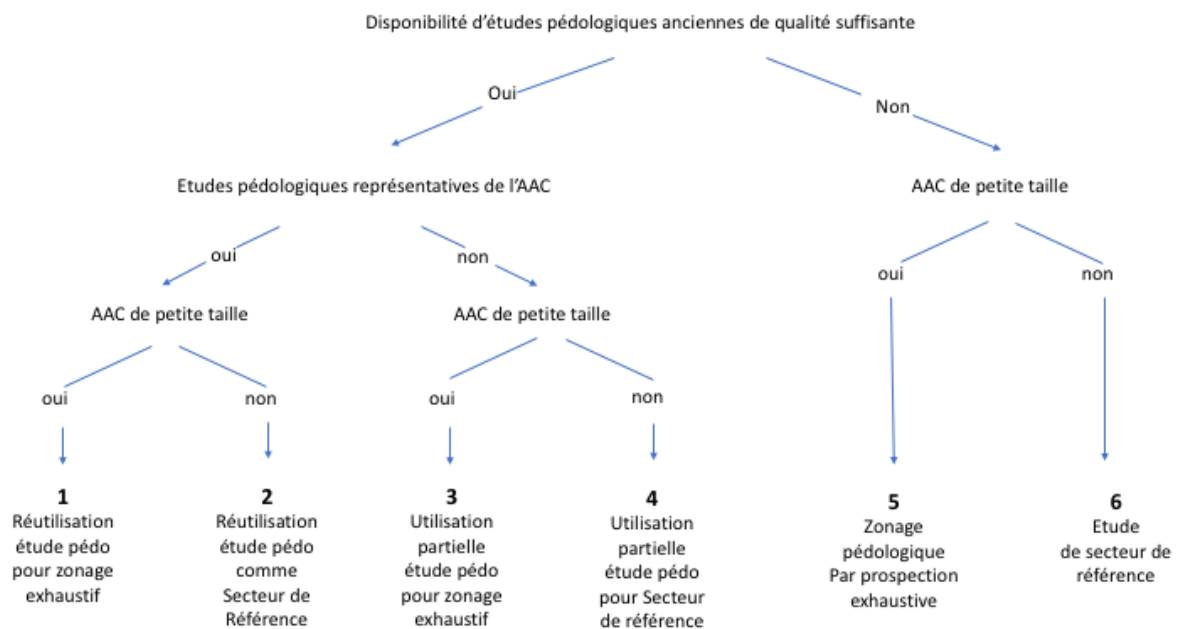 Disponibilité d'études pédologiques anciennes de qualité suffisante
Oui
Non
Etudes pédologiques représentatives de l'AAC
AAC de petite taille
oui
non
oui
non
AAC de petite taille
AAC de petite taille
oui
non
oui
non
1
Réutilisation
étude pédo
pour zonage
exhaustif
2
Réutilisation
étude pédo
comme
Secteur de
Référence
3
Utilisation
partielle
étude pédo
pour zonage
exhaustif
4
Utilisation
partielle
étude pédo
pour Secteur
de référence
5
Zonage
pédologique
Par prospection
exhaustive
6
Etude
de secteur de
référence